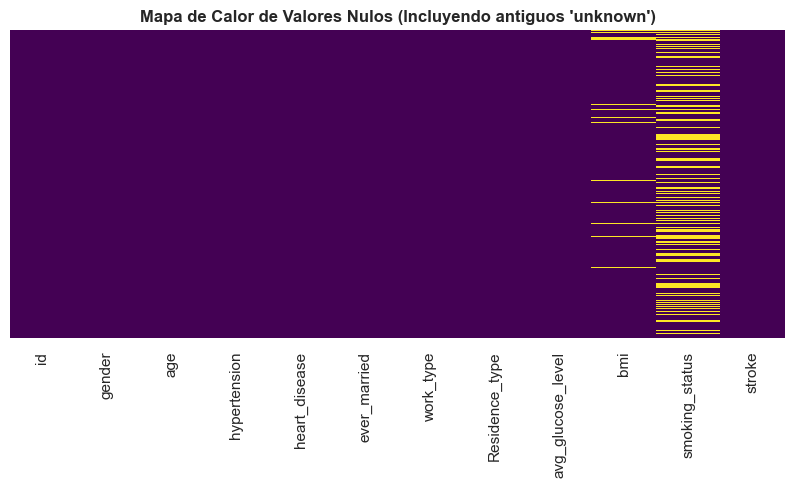 Mapa de Calor de Valores Nulos (Incluyendo antiguos 'unknown')
id
gender
age
hypertension
heart_disease
ever_married
work_type
Residence_type
avg_glucose_level
bmi
smoking_status
stroke